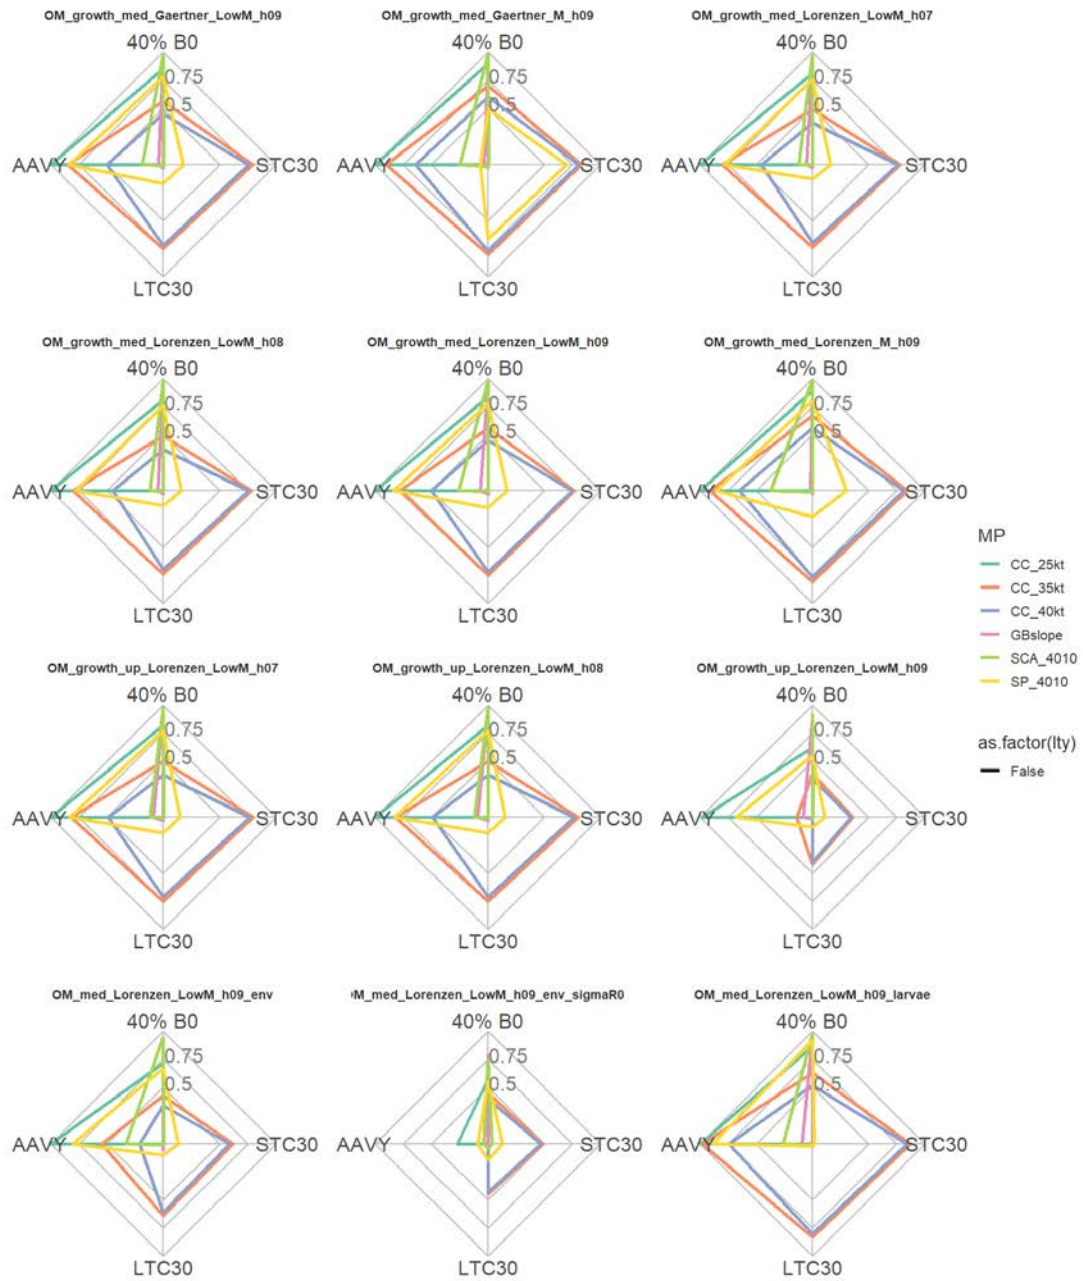 OM_growth_med_Gaertner_LowM_h09
OM_growth_med_Gaertner_M_h09
OM_growth_med_Lorenzen_LowM_h07
40% B0
40% B0
40% B0
0.75
0.75
0.75
0.5
0.5
0.5
AAVY
STC30
AAVY
STC30
AAVY
STC30
LTC30
LTC30
LTC30
OM_growth_med_Lorenzen_LowM_h08
OM_growth_med_Lorenzen_LowM_h09
OM_growth_med_Lorenzen_M_h09
40% B0
40% B0
40% B0
0.75
0.75
0.75
0.5
0.5
0.5
AAVY
STC30
AAVY
STC30
AAVY
STC30
LTC30
LTC30
LTC30
MP
CC_25kt
CC_35kt
CC_40kt
GBslope
SCA_4010
SP_4010
as.factor(lty)
False
OM_growth_up_Lorenzen_LowM_h07
OM_growth_up_Lorenzen_LowM_h08
OM_growth_up_Lorenzen_LowM_h09
40% B0
40% B0
40% B0
0.75
0.75
0.75
0.5
0.5
0.5
AAVY
STC30
AAVY
STC30
AAVY
STC30
LTC30
LTC30
LTC30
OM_med_Lorenzen_LowM_h09_env
M_med_Lorenzen_LowM_h09_env_sigmaR0
OM_med_Lorenzen_LowM_h09_larvae
40% B0
40% B0
40% B0
0.75
0.75
0.75
0.5
0.5
0.5
AAVY
STC30
AAVY
STC30
AAVY
STC30
LTC30
LTC30
LTC30